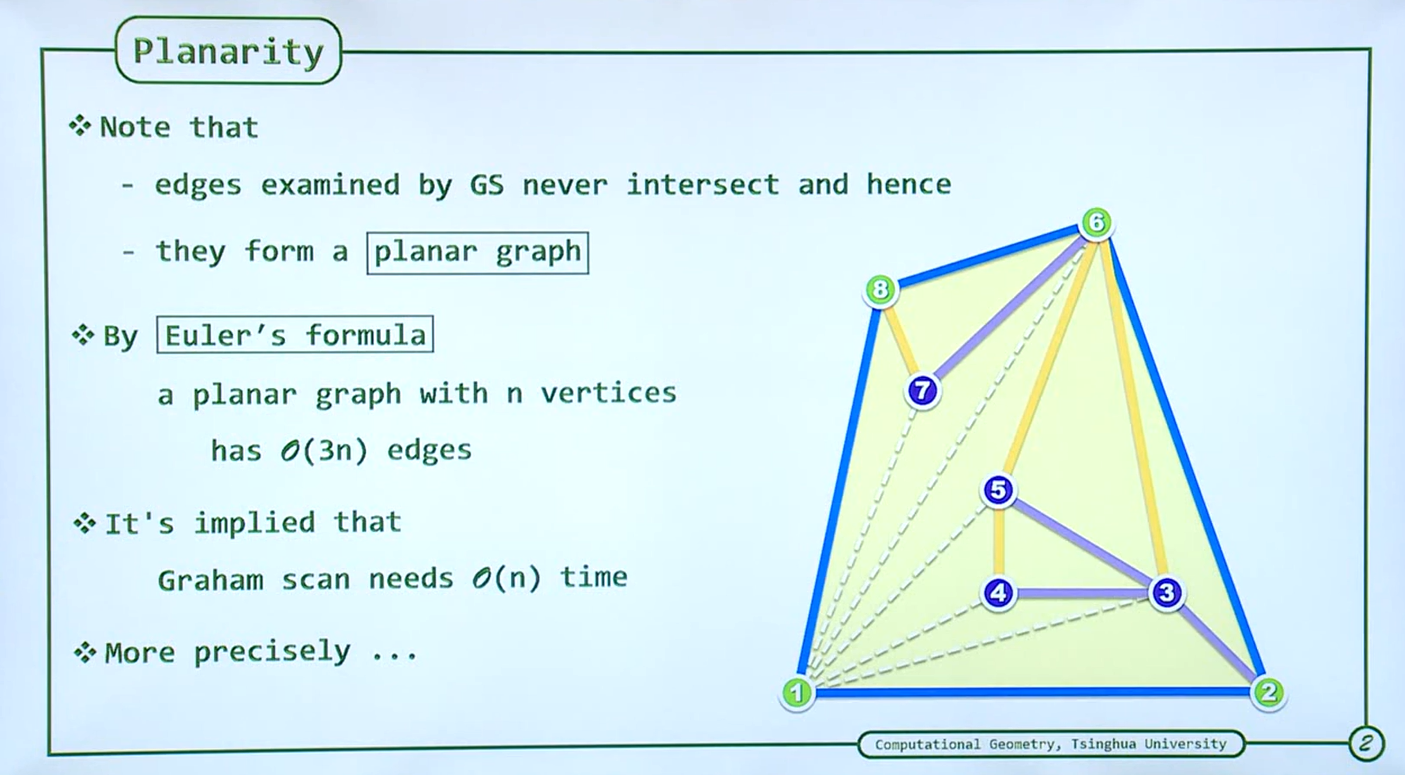 Planarity
❖ Note that
- edges examined by GS never intersect and hence
- they form a planar graph
❖ By Euler’s formula
a planar graph with n vertices
has 𝒪(3n) edges
❖ It's implied that
Graham scan needs 𝒪(n) time
❖ More precisely ...
6
8
7
5
4
3
1
2
Computational Geometry, Tsinghua University
2